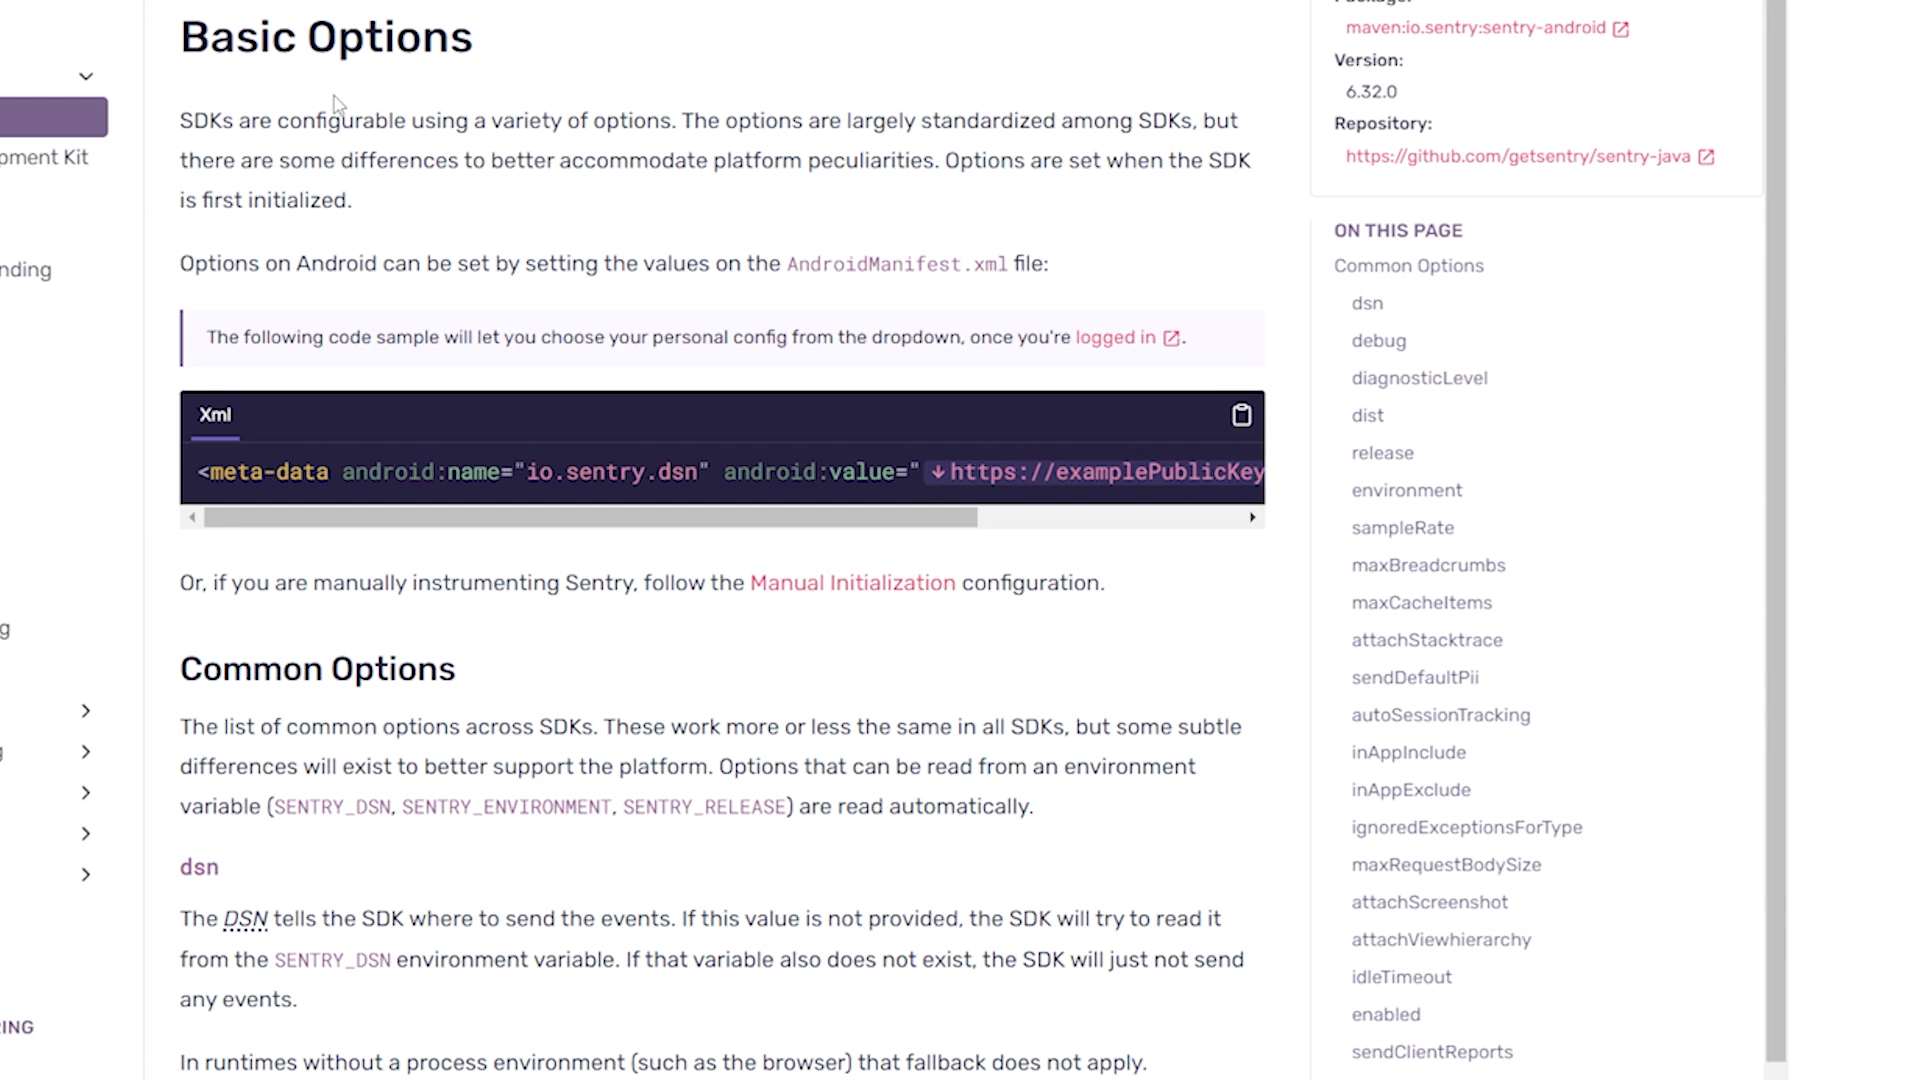 pment Kit
nding
g
g
ING
Basic Options
SDKs are configurable using a variety of options. The options are largely standardized among SDKs, but
there are some differences to better accommodate platform peculiarities. Options are set when the SDK
is first initialized.
Options on Android can be set by setting the values on the AndroidManifest.xml file:
The following code sample will let you choose your personal config from the dropdown, once you're logged in.
Xml
<meta-data android:name="io.sentry.dsn" android:value="https://examplePublicKey
Or, if you are manually instrumenting Sentry, follow the Manual Initialization configuration.
Common Options
The list of common options across SDKs. These work more or less the same in all SDKs, but some subtle
differences will exist to better support the platform. Options that can be read from an environment
variable (SENTRY_DSN, SENTRY_ENVIRONMENT, SENTRY_RELEASE) are read automatically.
dsn
The DSN tells the SDK where to send the events. If this value is not provided, the SDK will try to read it
from the SENTRY_DSN environment variable. If that variable also does not exist, the SDK will just not send
any events.
In runtimes without a process environment (such as the browser) that fallback does not apply.
Package:
maven:io.sentry:sentry-android
Version:
6.32.0
Repository:
https://github.com/getsentry/sentry-java
ON THIS PAGE
Common Options
dsn
debug
diagnosticLevel
dist
release
environment
sampleRate
maxBreadcrumbs
maxCacheItems
attachStacktrace
sendDefaultPii
autoSessionTracking
inAppInclude
inAppExclude
ignoredExceptionsForType
maxRequestBodySize
attachScreenshot
attachViewhierarchy
idleTimeout
enabled
sendClientReports